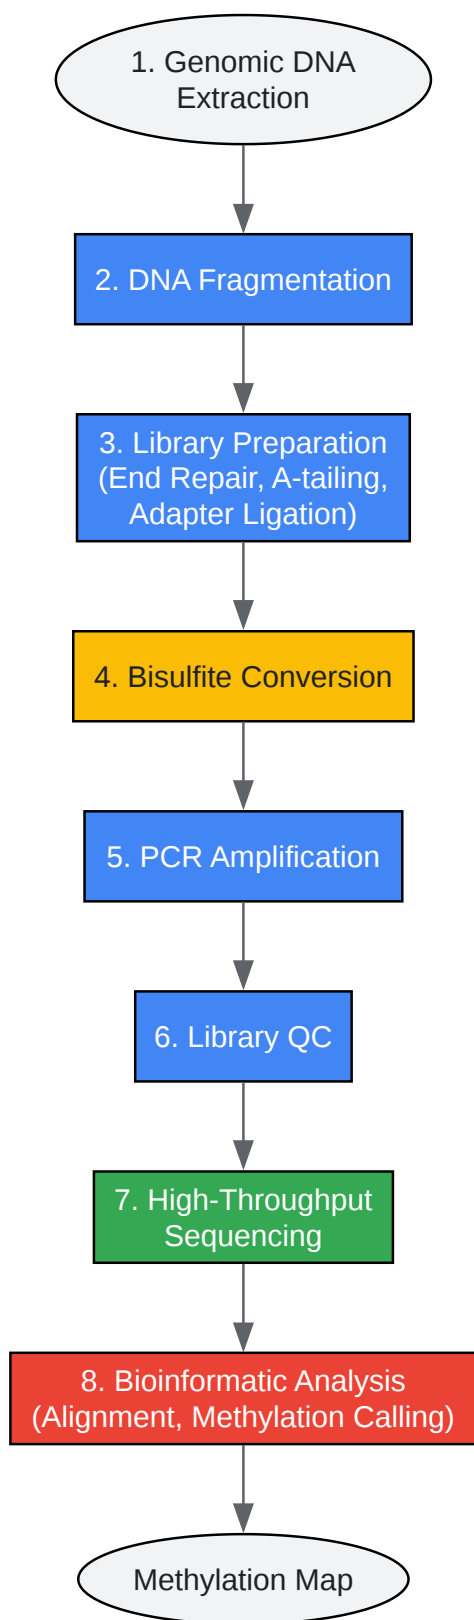 1. Genomic DNA
Extraction
2. DNA Fragmentation
3. Library Preparation
(End Repair, A-tailing,
Adapter Ligation)
4. Bisulfite Conversion
5. PCR Amplification
6. Library QC
7. High-Throughput
Sequencing
8. Bioinformatic Analysis
(Alignment, Methylation Calling)
Methylation Map